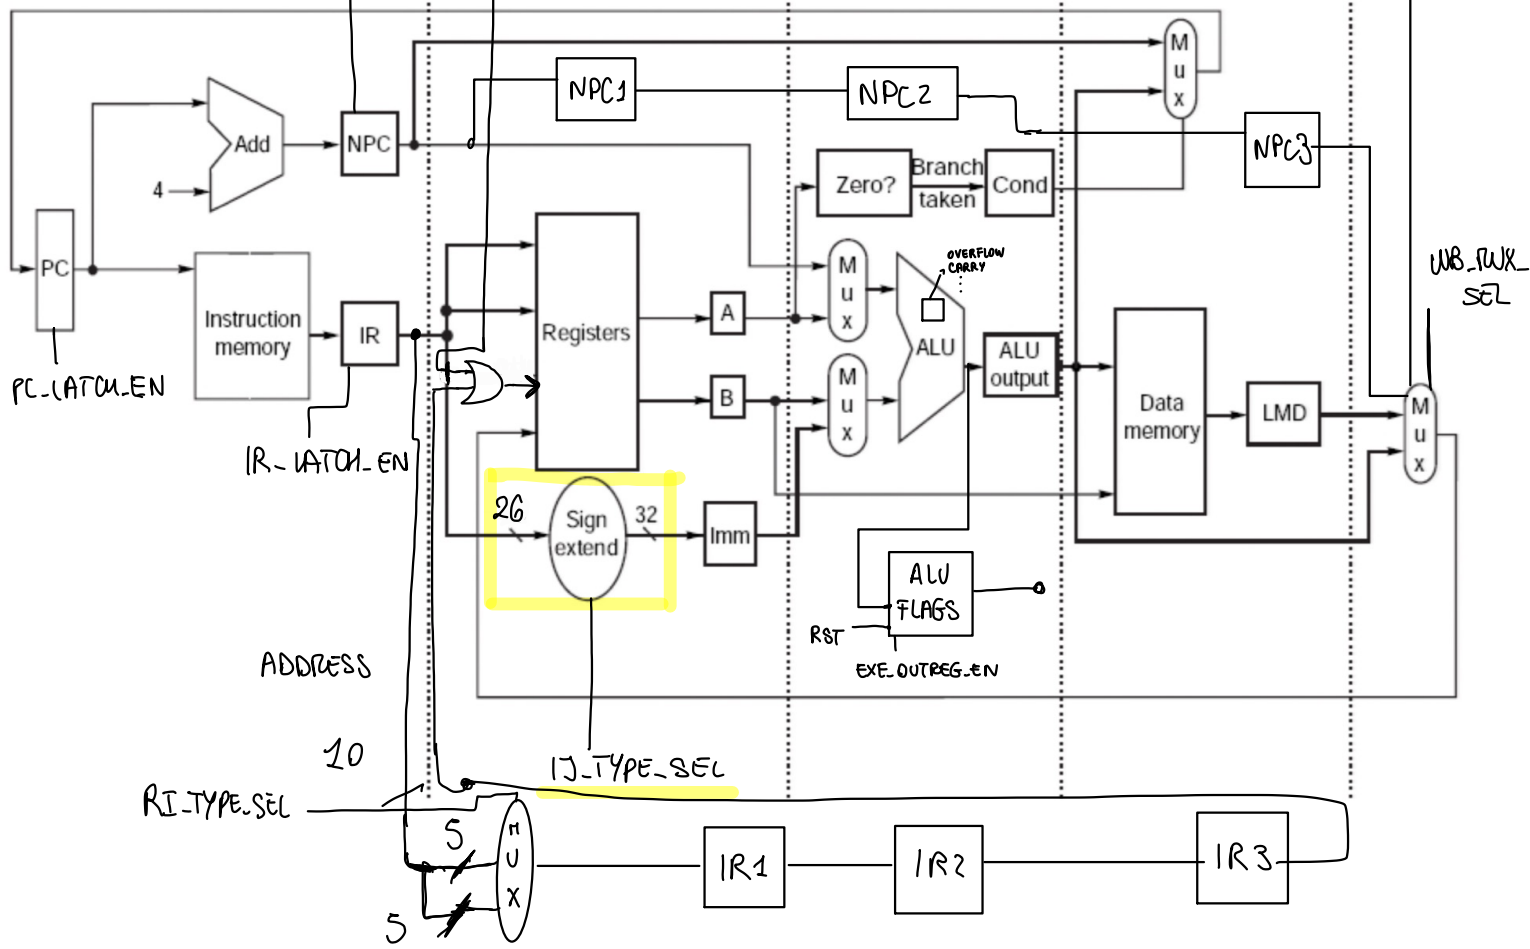 M
u
x
NPC1
NPC2
NPC3
Add
NPC
4
Zero?
Branch
taken
Cond
PC
Instruction
memory
IR
Registers
A
B
M
u
x
M
u
x
OVERFLOW
CARRY
ALU
ALU
output
Data
memory
LMD
M
u
x
WB_MUX_
SEL
PC_LATCH_EN
IR_LATCH_EN
26
Sign
extend
32
Imm
ALU
FLAGS
RST
EXE_OUTREG_EN
ADDRESS
10
IJ_TYPE_SEL
RI_TYPE_SEL
5
5
M
U
X
IR1
IR2
IR3